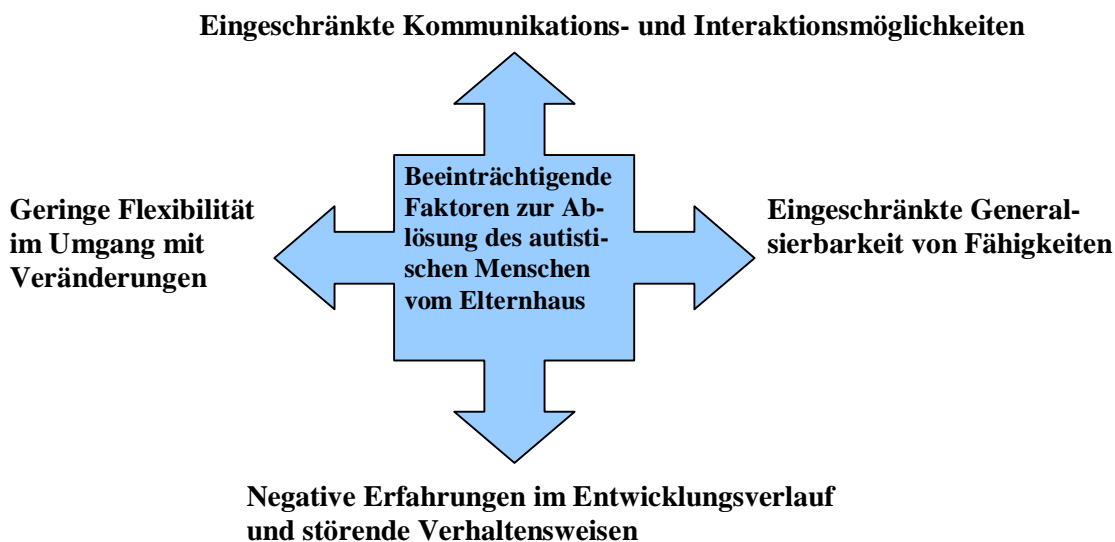 Eingeschränkte Kommunikations- und Interaktionsmöglichkeiten
Beeinträchtigende
Faktoren zur Ab-
lösung des autisti-
schen Menschen
vom Elternhaus
Geringe Flexibilität
im Umgang mit
Veränderungen
Eingeschränkte General-
sierbarkeit von Fähigkeiten
Negative Erfahrungen im Entwicklungsverlauf
und störende Verhaltensweisen